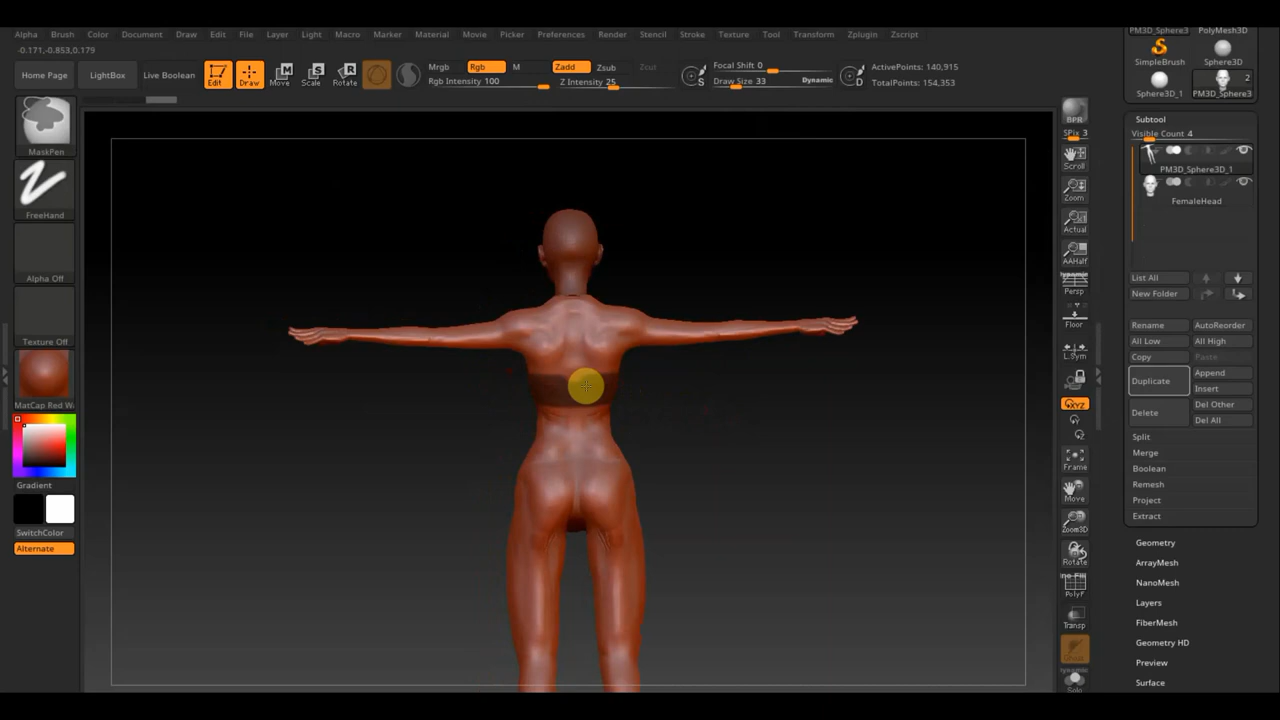 Alpha Brush Color Document Draw Edit File Layer Light Macro Marker Material Movie Picker Preferences Render Stencil Stroke Texture Tool Transform Zplugin Zscript
-0.171,-0.853,0.179
Home Page LightBox Live Boolean Edit Draw Move Scale Rotate
Mrgb Rgb M Zadd Zsub Zcut
Rgb Intensity 100 Z Intensity 25
S Focal Shift 0
Draw Size 33 Dynamic
D ActivePoints: 140,915
TotalPoints: 154,353
MaskPen
FreeHand
Alpha Off
Texture Off
MatCap Red W
Gradient
SwitchColor
Alternate
BPR
SPix 3
Scroll
Zoom
Actual
AAHalf
Dynamic
Persp
Floor
L.Sym
XYZ
Frame
Move
Zoom3D
Rotate
PolyF
Transp
Ghost
Dynamic
Solo
PM3D_Sphere3 PolyMesh3D
SimpleBrush Sphere3D
2
Sphere3D_1 PM3D_Sphere3
Subtool
Visible Count 4
PM3D_Sphere3D_1
FemaleHead
List All
New Folder
Rename AutoReorder
All Low All High
Copy Paste
Duplicate Append
Insert
Delete Del Other
Del All
Split
Merge
Boolean
Remesh
Project
Extract
Geometry
ArrayMesh
NanoMesh
Layers
FiberMesh
Geometry HD
Preview
Surface